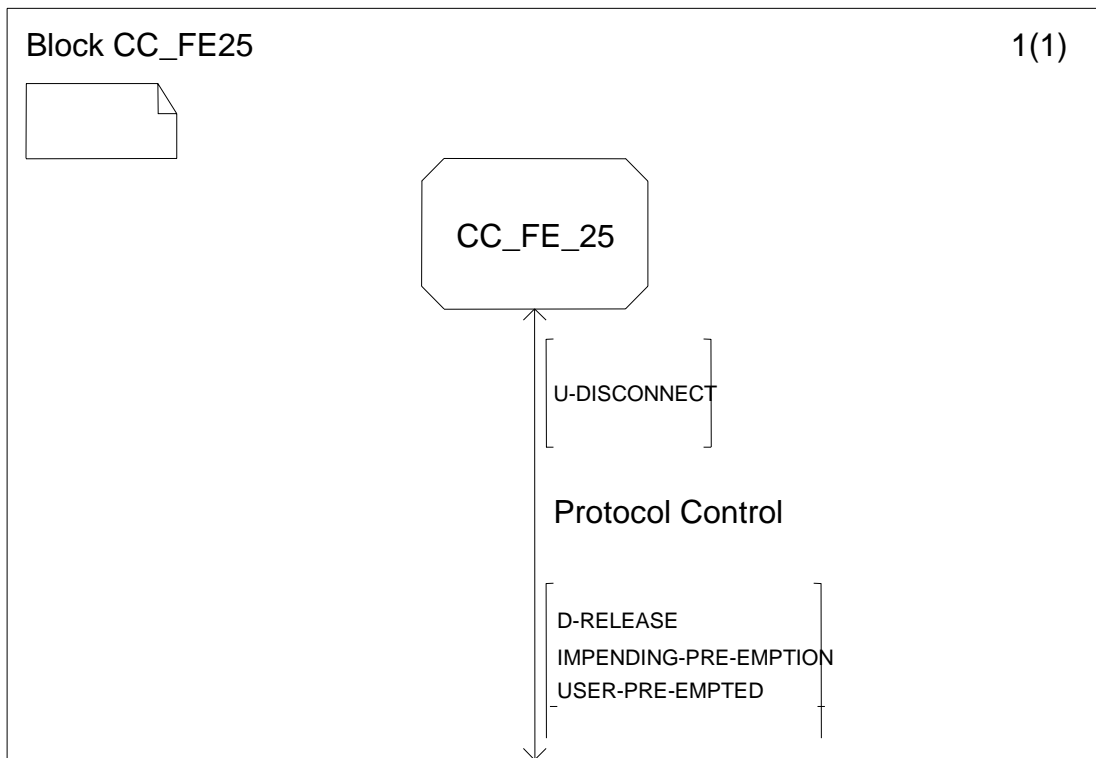 Block CC_FE25
1(1)
CC_FE_25
U-DISCONNECT
Protocol Control
D-RELEASE
IMPENDING-PRE-EMPTION
USER-PRE-EMPTED